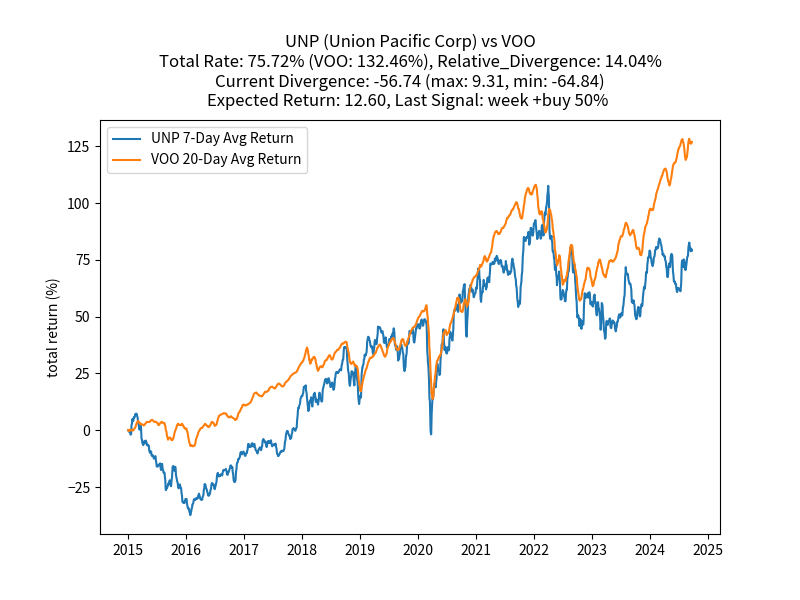 UNP (Union Pacific Corp) vs VOO
Total Rate: 75.72% (VOO: 132.46%), Relative_Divergence: 14.04%
Current Divergence: -56.74 (max: 9.31, min: -64.84)
Expected Return: 12.60, Last Signal: week +buy 50%
UNP 7-Day Avg Return
VOO 20-Day Avg Return
total return (%)
125
100
75
50
25
0
−25
2015 2016 2017 2018 2019 2020 2021 2022 2023 2024 2025